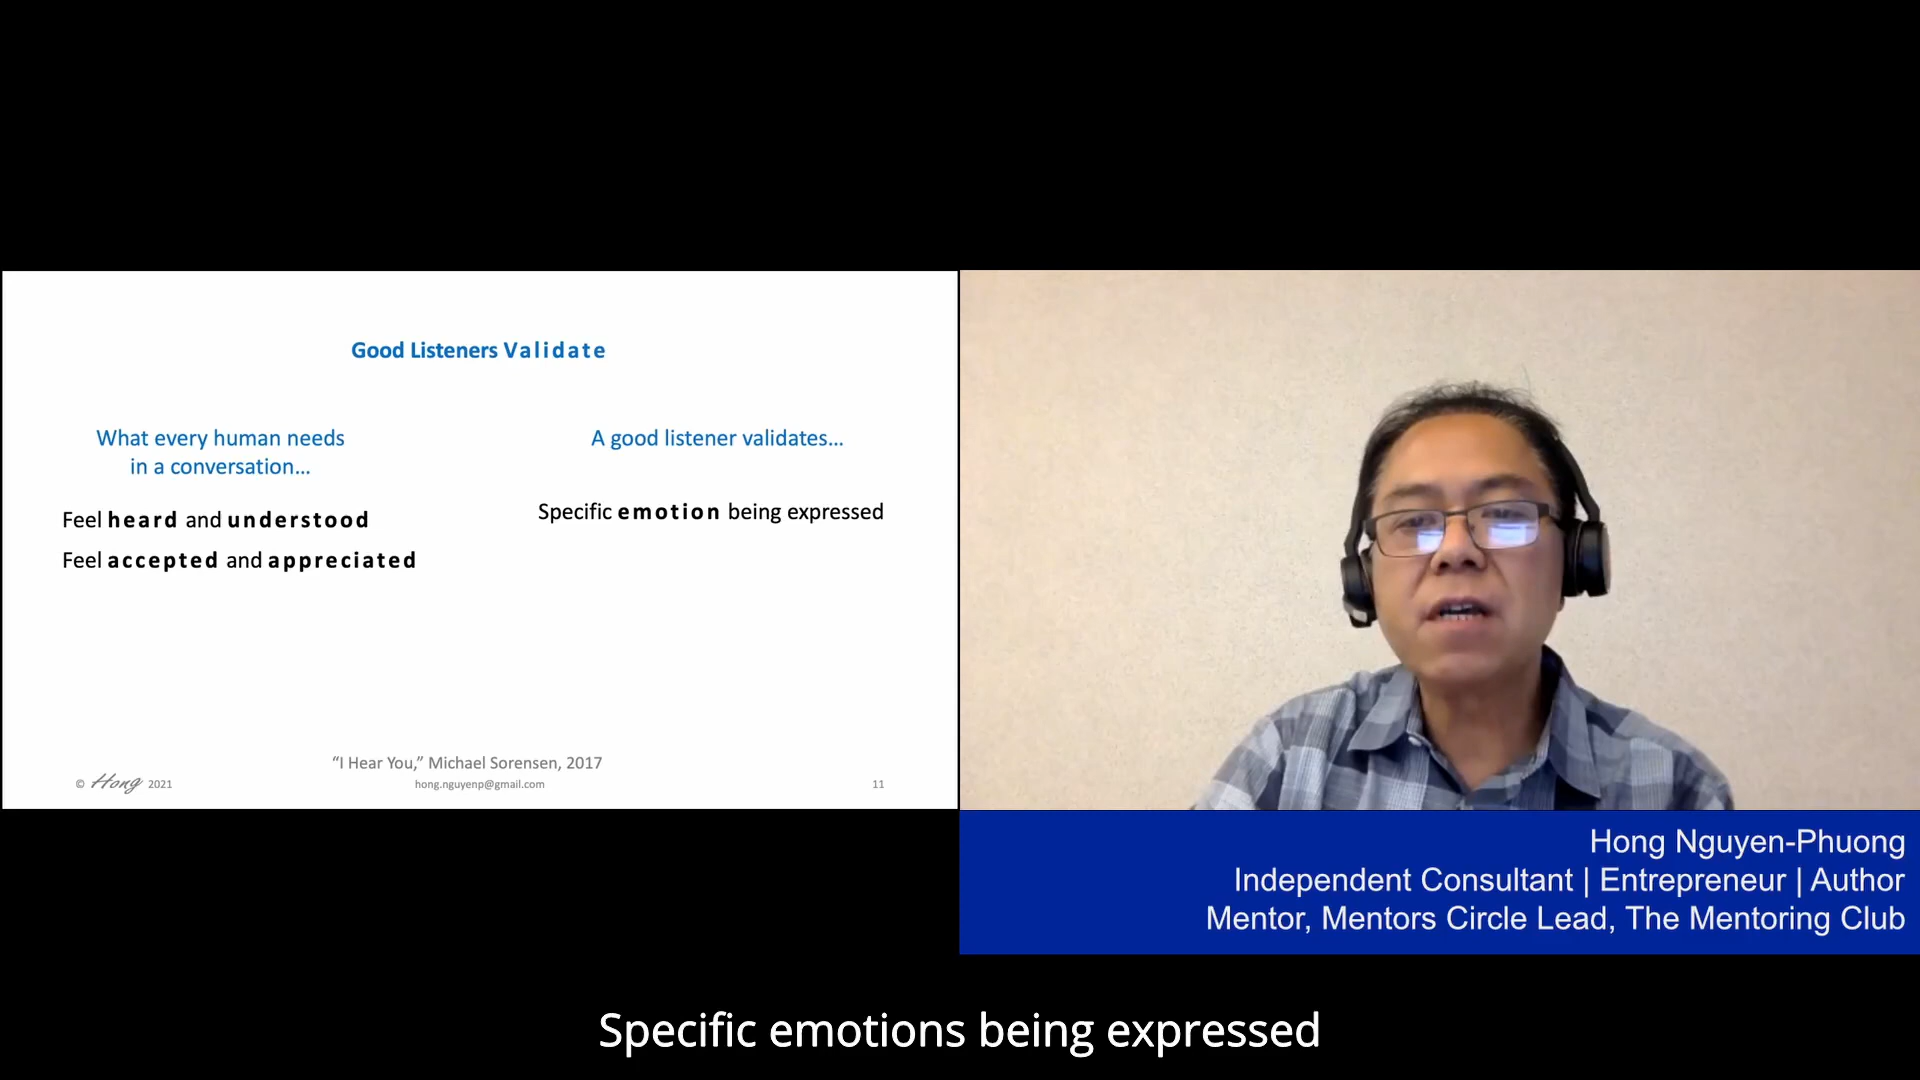 Good Listeners Validate
What every human needs
in a conversation...
Feel heard and understood
Feel accepted and appreciated
A good listener validates...
Specific emotion being expressed
“I Hear You,” Michael Sorensen, 2017
© Hong 2021
hong.nguyenp@gmail.com
11
Hong Nguyen-Phuong
Independent Consultant | Entrepreneur | Author
Mentor, Mentors Circle Lead, The Mentoring Club
Specific emotions being expressed